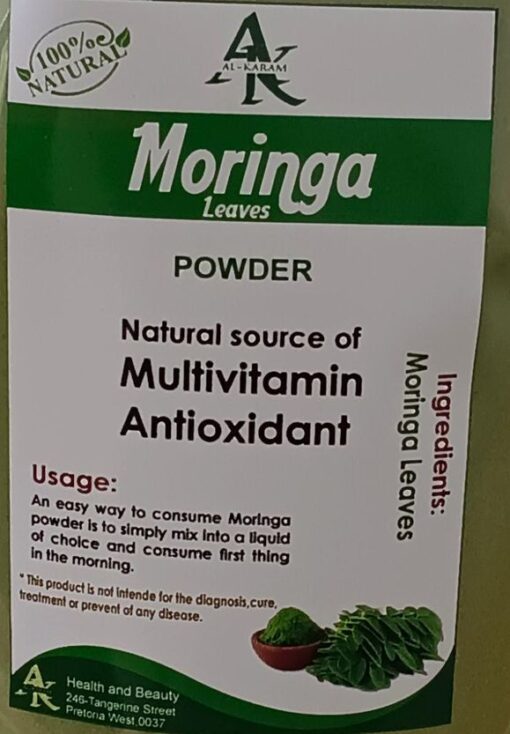 100%
NATURAL
AK
AL-KARAM
Moringa
Leaves
POWDER
Natural source of
Multivitamin
Antioxidant
Ingredients:
Moringa Leaves
Usage:
An easy way to consume Moringa
powder is to simply mix into a liquid
of choice and consume first thing
in the morning.
* This product is not intende for the diagnosis,cure,
treatment or prevent of any disease.
AK
Health and Beauty
246-Tangerine Street
Pretoria West.0037